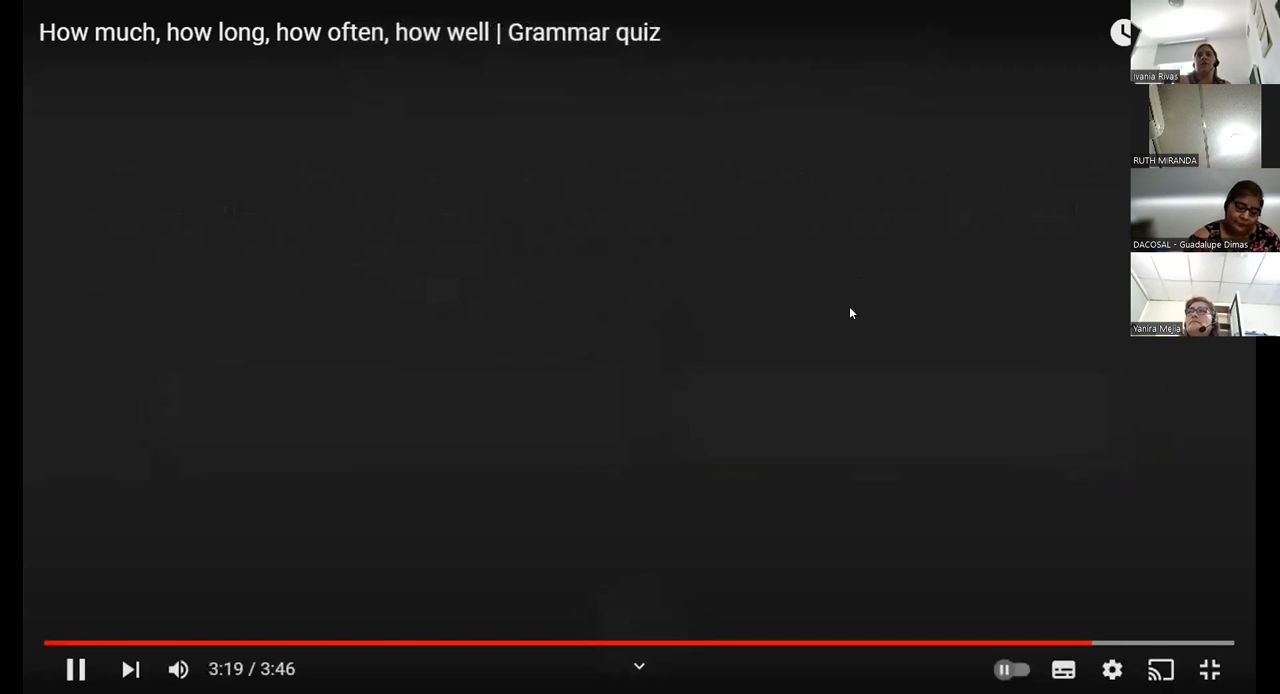 How much, how long, how often, how well | Grammar quiz
Ivania Rivas
RUTH MIRANDA
DACOSAL - Guadalupe Dimas
Yanira Mejia
3:19 / 3:46